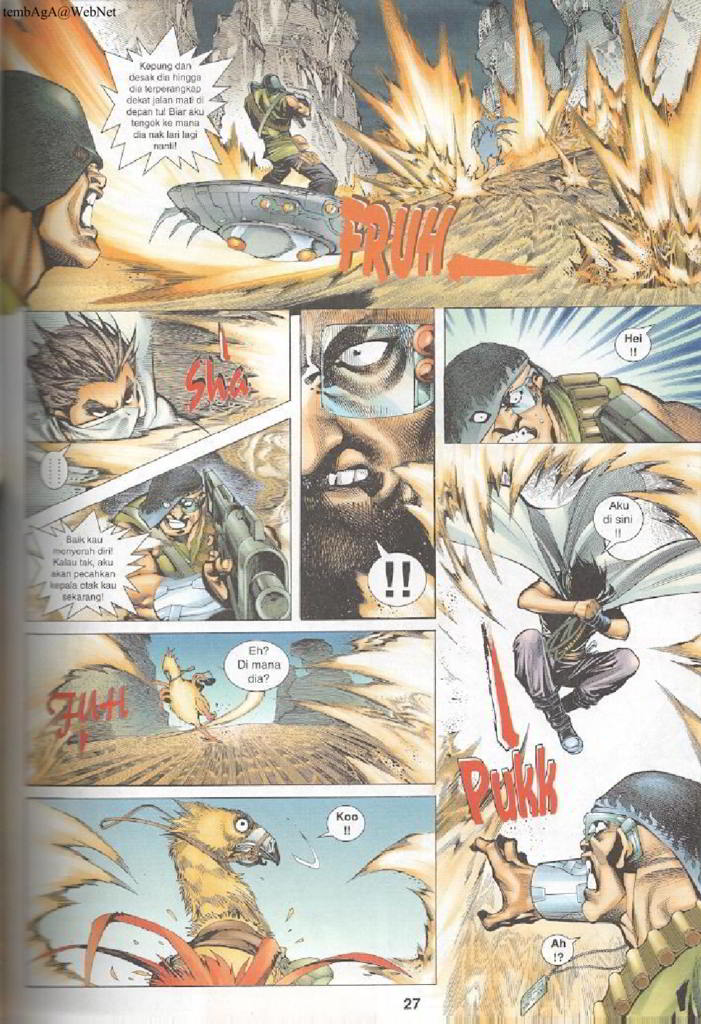 tembAgA@WebNet
Kepung dan
desak dia hingga
dia terperangkap
dekat jalan mati di
depan tu! Biar aku
tengok ke mana
dia nak lari lagi
nanti!
FRUH
Sha
......
Baik kau
menyerah diri!
Kalau tak, aku
akan pecahkan
kepala otak kau
sekarang!
!!
Hei
!!
Aku
di sini
!!
Eh?
Di mana
dia?
Koo
!!
Pukk
Ah
!?
27